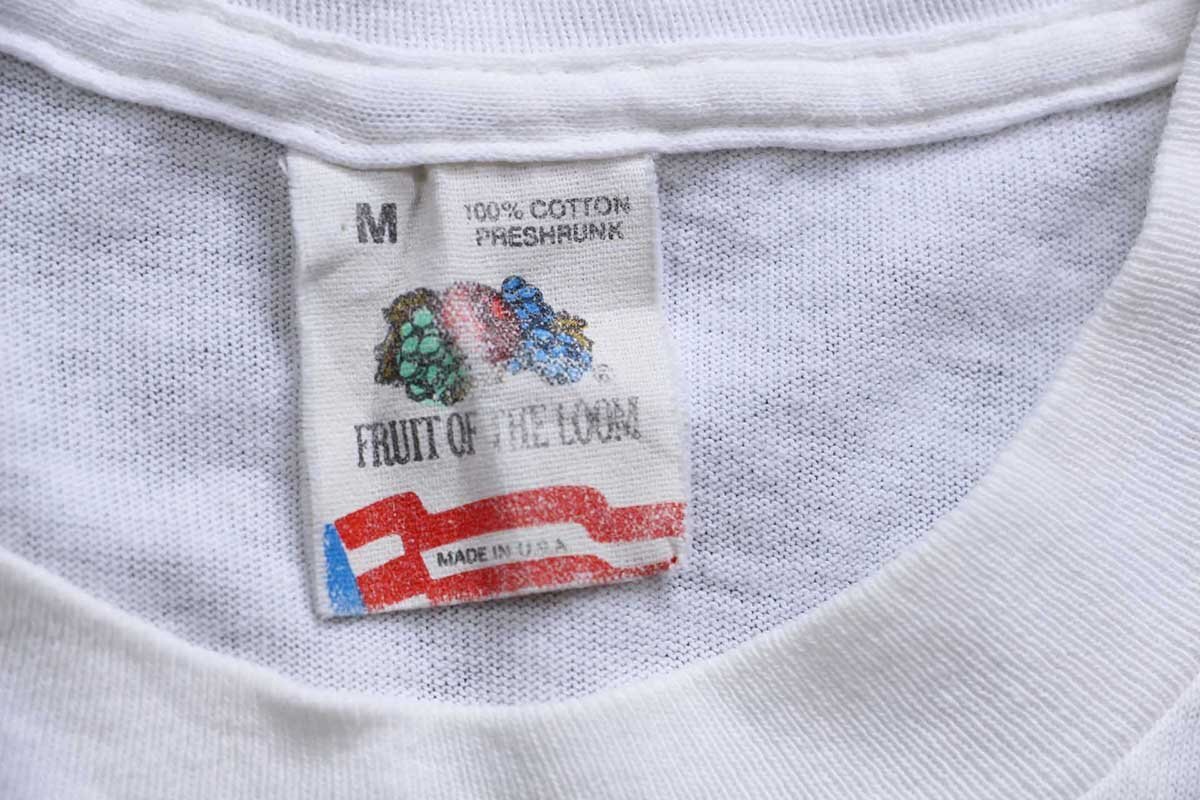 M
100% COTTON
PRESHRUNK
®
FRUIT OF THE LOOM
MADE IN U.S.A